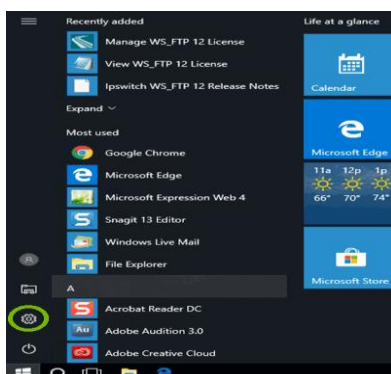 Recently added
Manage WS_FTP 12 License
View WS_FTP 12 License
Ipswitch WS_FTP 12 Release Notes
Expand
Most used
Google Chrome
Microsoft Edge
Microsoft Expression Web 4
Snagit 13 Editor
Windows Live Mail
File Explorer
A
Acrobat Reader DC
Au
Adobe Audition 3.0
Adobe Creative Cloud
Life at a glance
Calendar
Microsoft Edge
11a 12p 1p
66° 70° 74°
Microsoft Store